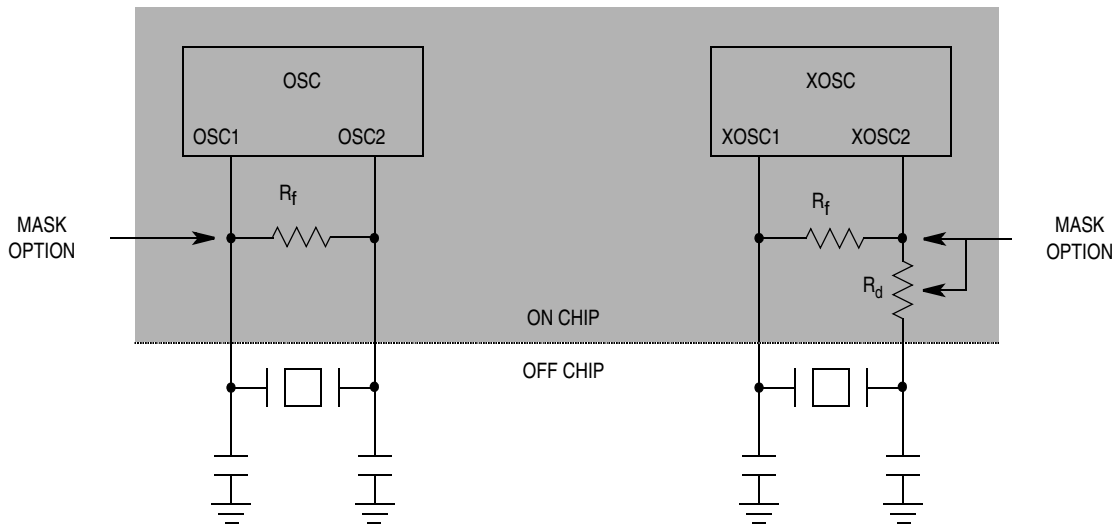 OSC
OSC1 OSC2
XOSC
XOSC1 XOSC2
Rf
Rf
MASK
OPTION
MASK
OPTION
Rd
ON CHIP
OFF CHIP